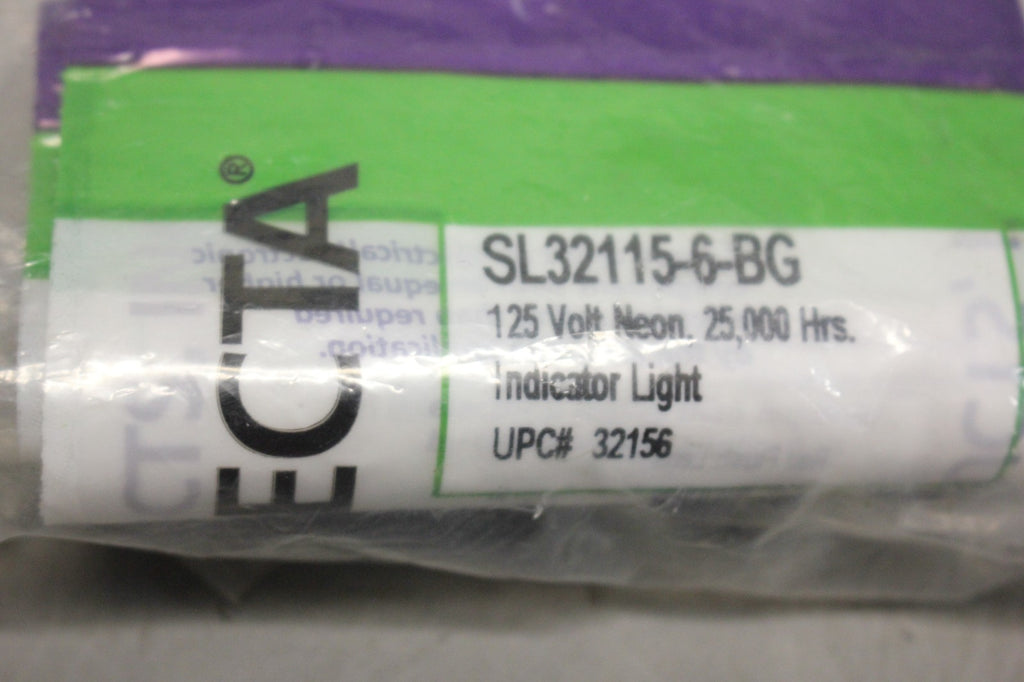 ECTA®
SL32115-6-BG
125 Volt Neon. 25,000 Hrs.
Indicator Light
UPC# 32156